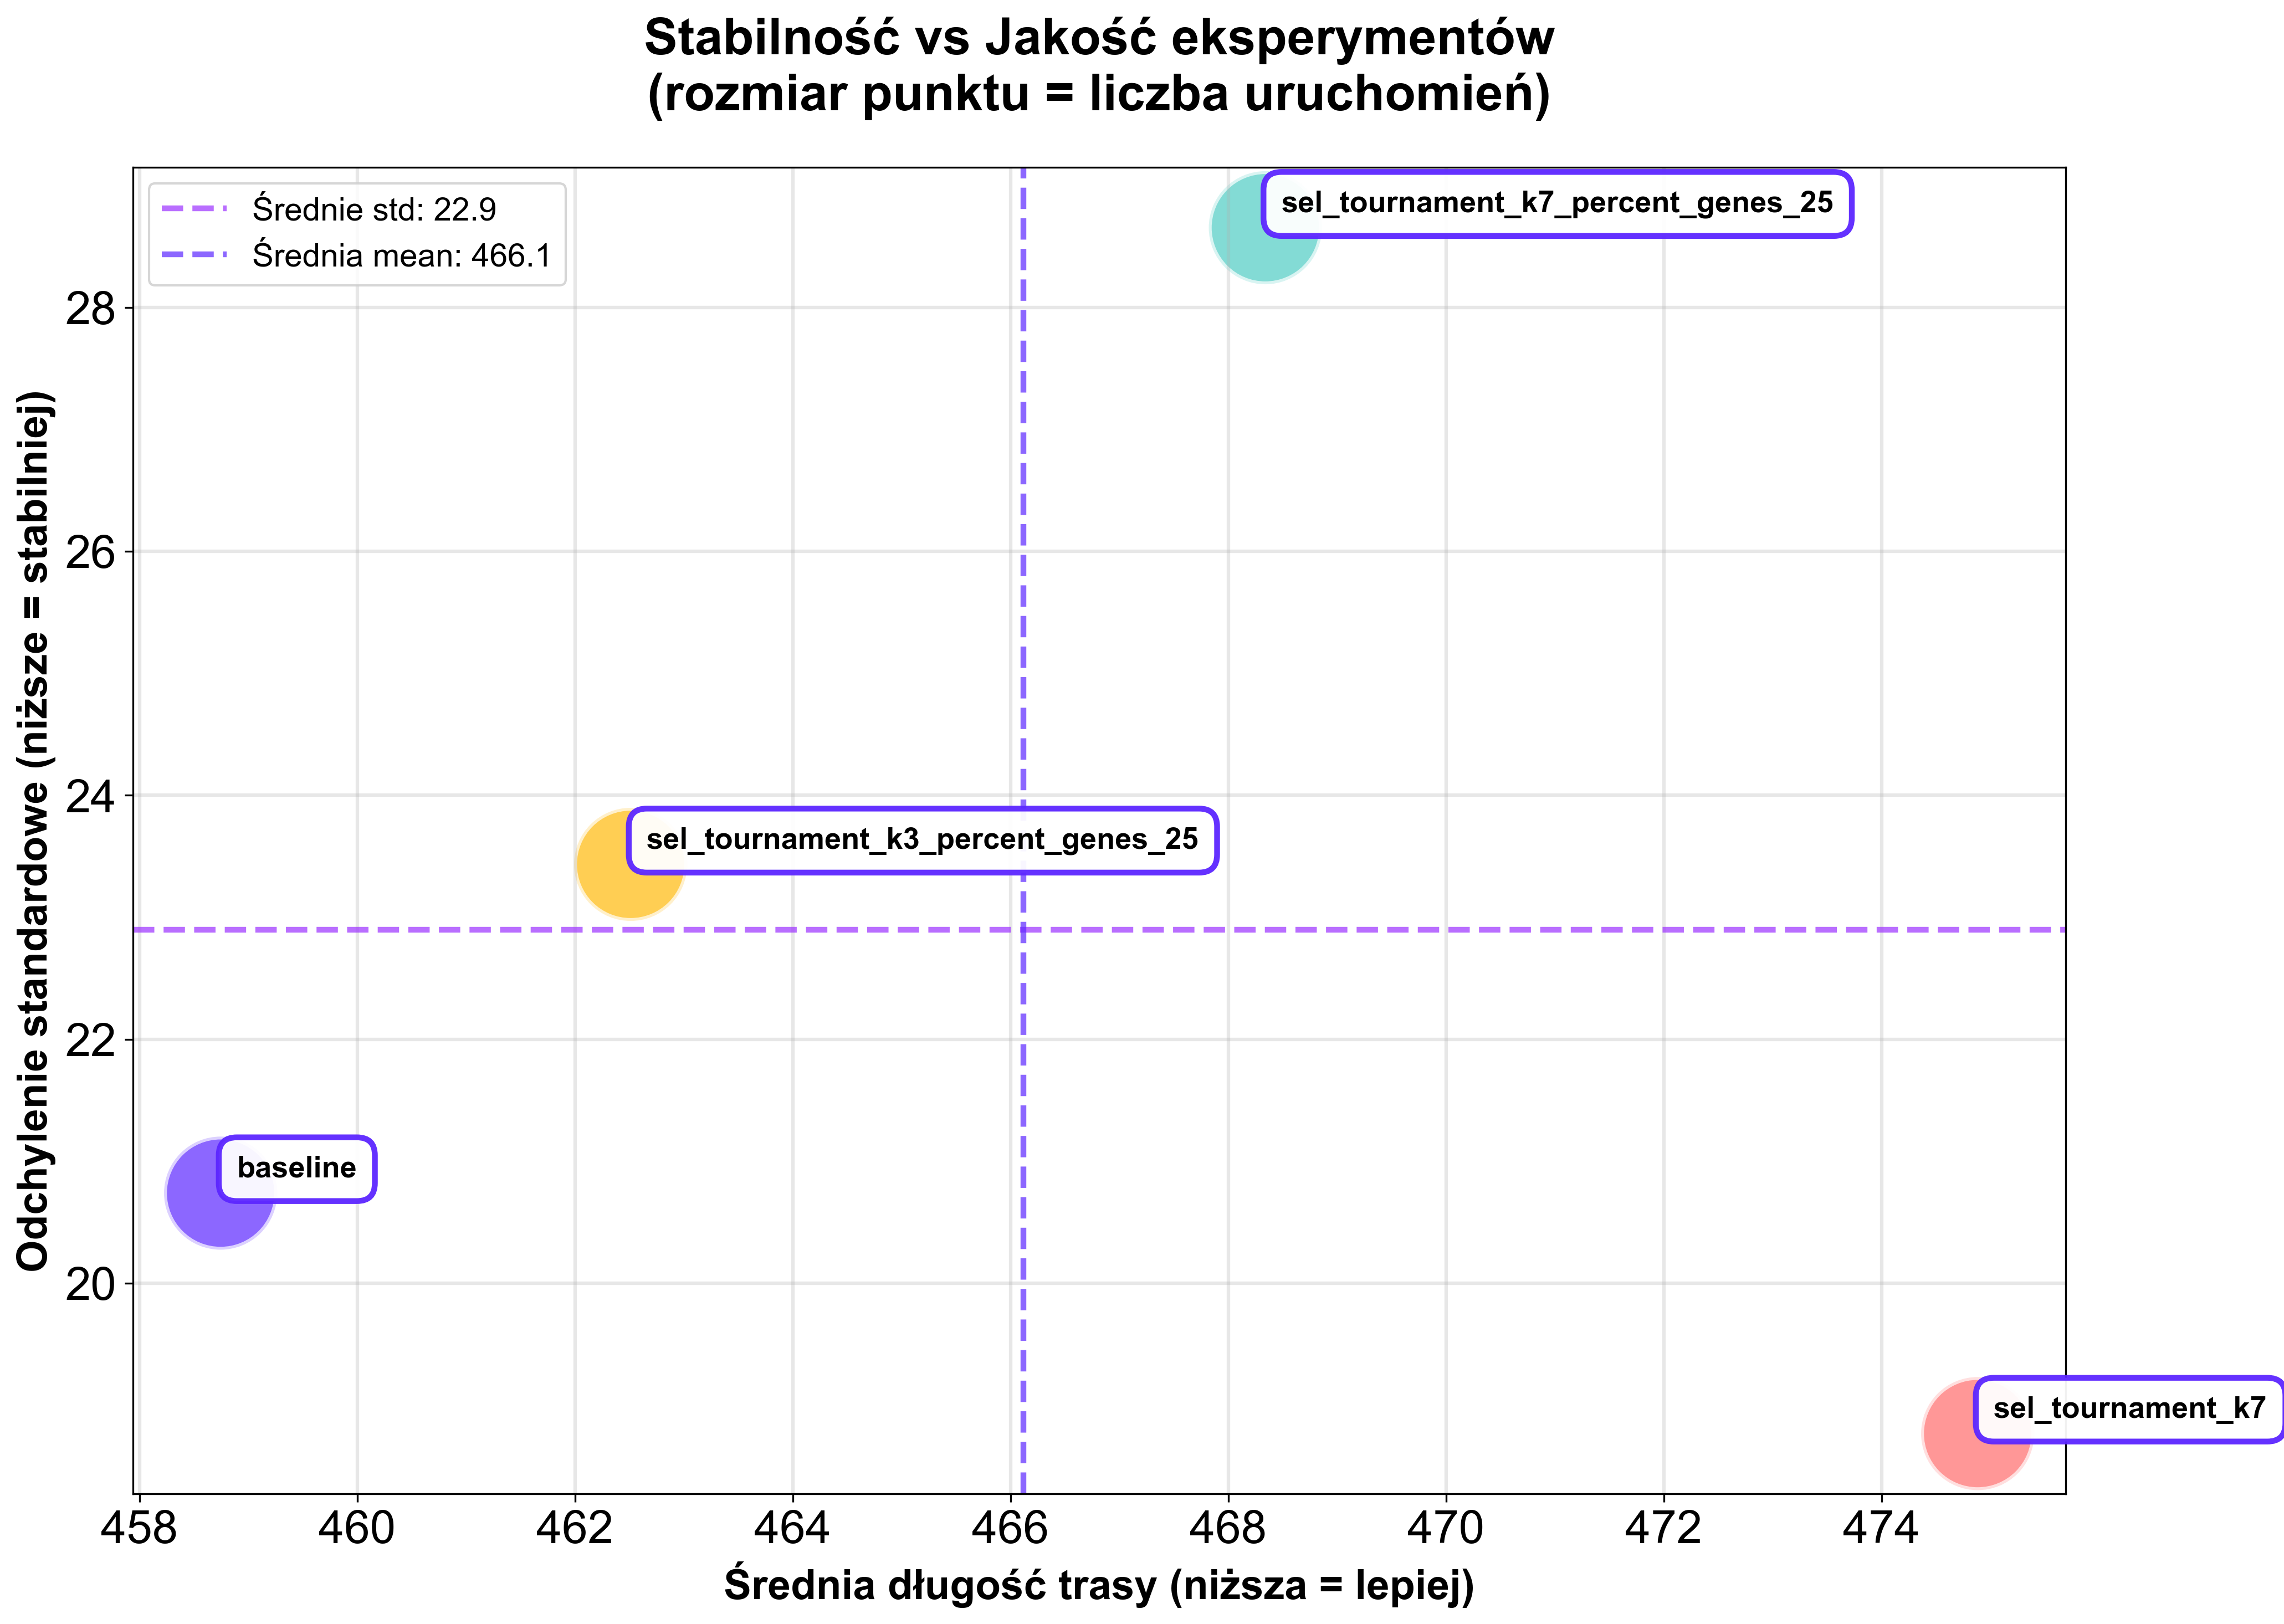 Stabilność vs Jakość eksperymentów
(rozmiar punktu = liczba uruchomień)
Średnie std: 22.9
Średnia mean: 466.1
sel_tournament_k7_percent_genes_25
sel_tournament_k3_percent_genes_25
baseline
sel_tournament_k7
Odchylenie standardowe (niższe = stabilniej)
28
26
24
22
20
458 460 462 464 466 468 470 472 474
Średnia długość trasy (niższa = lepiej)